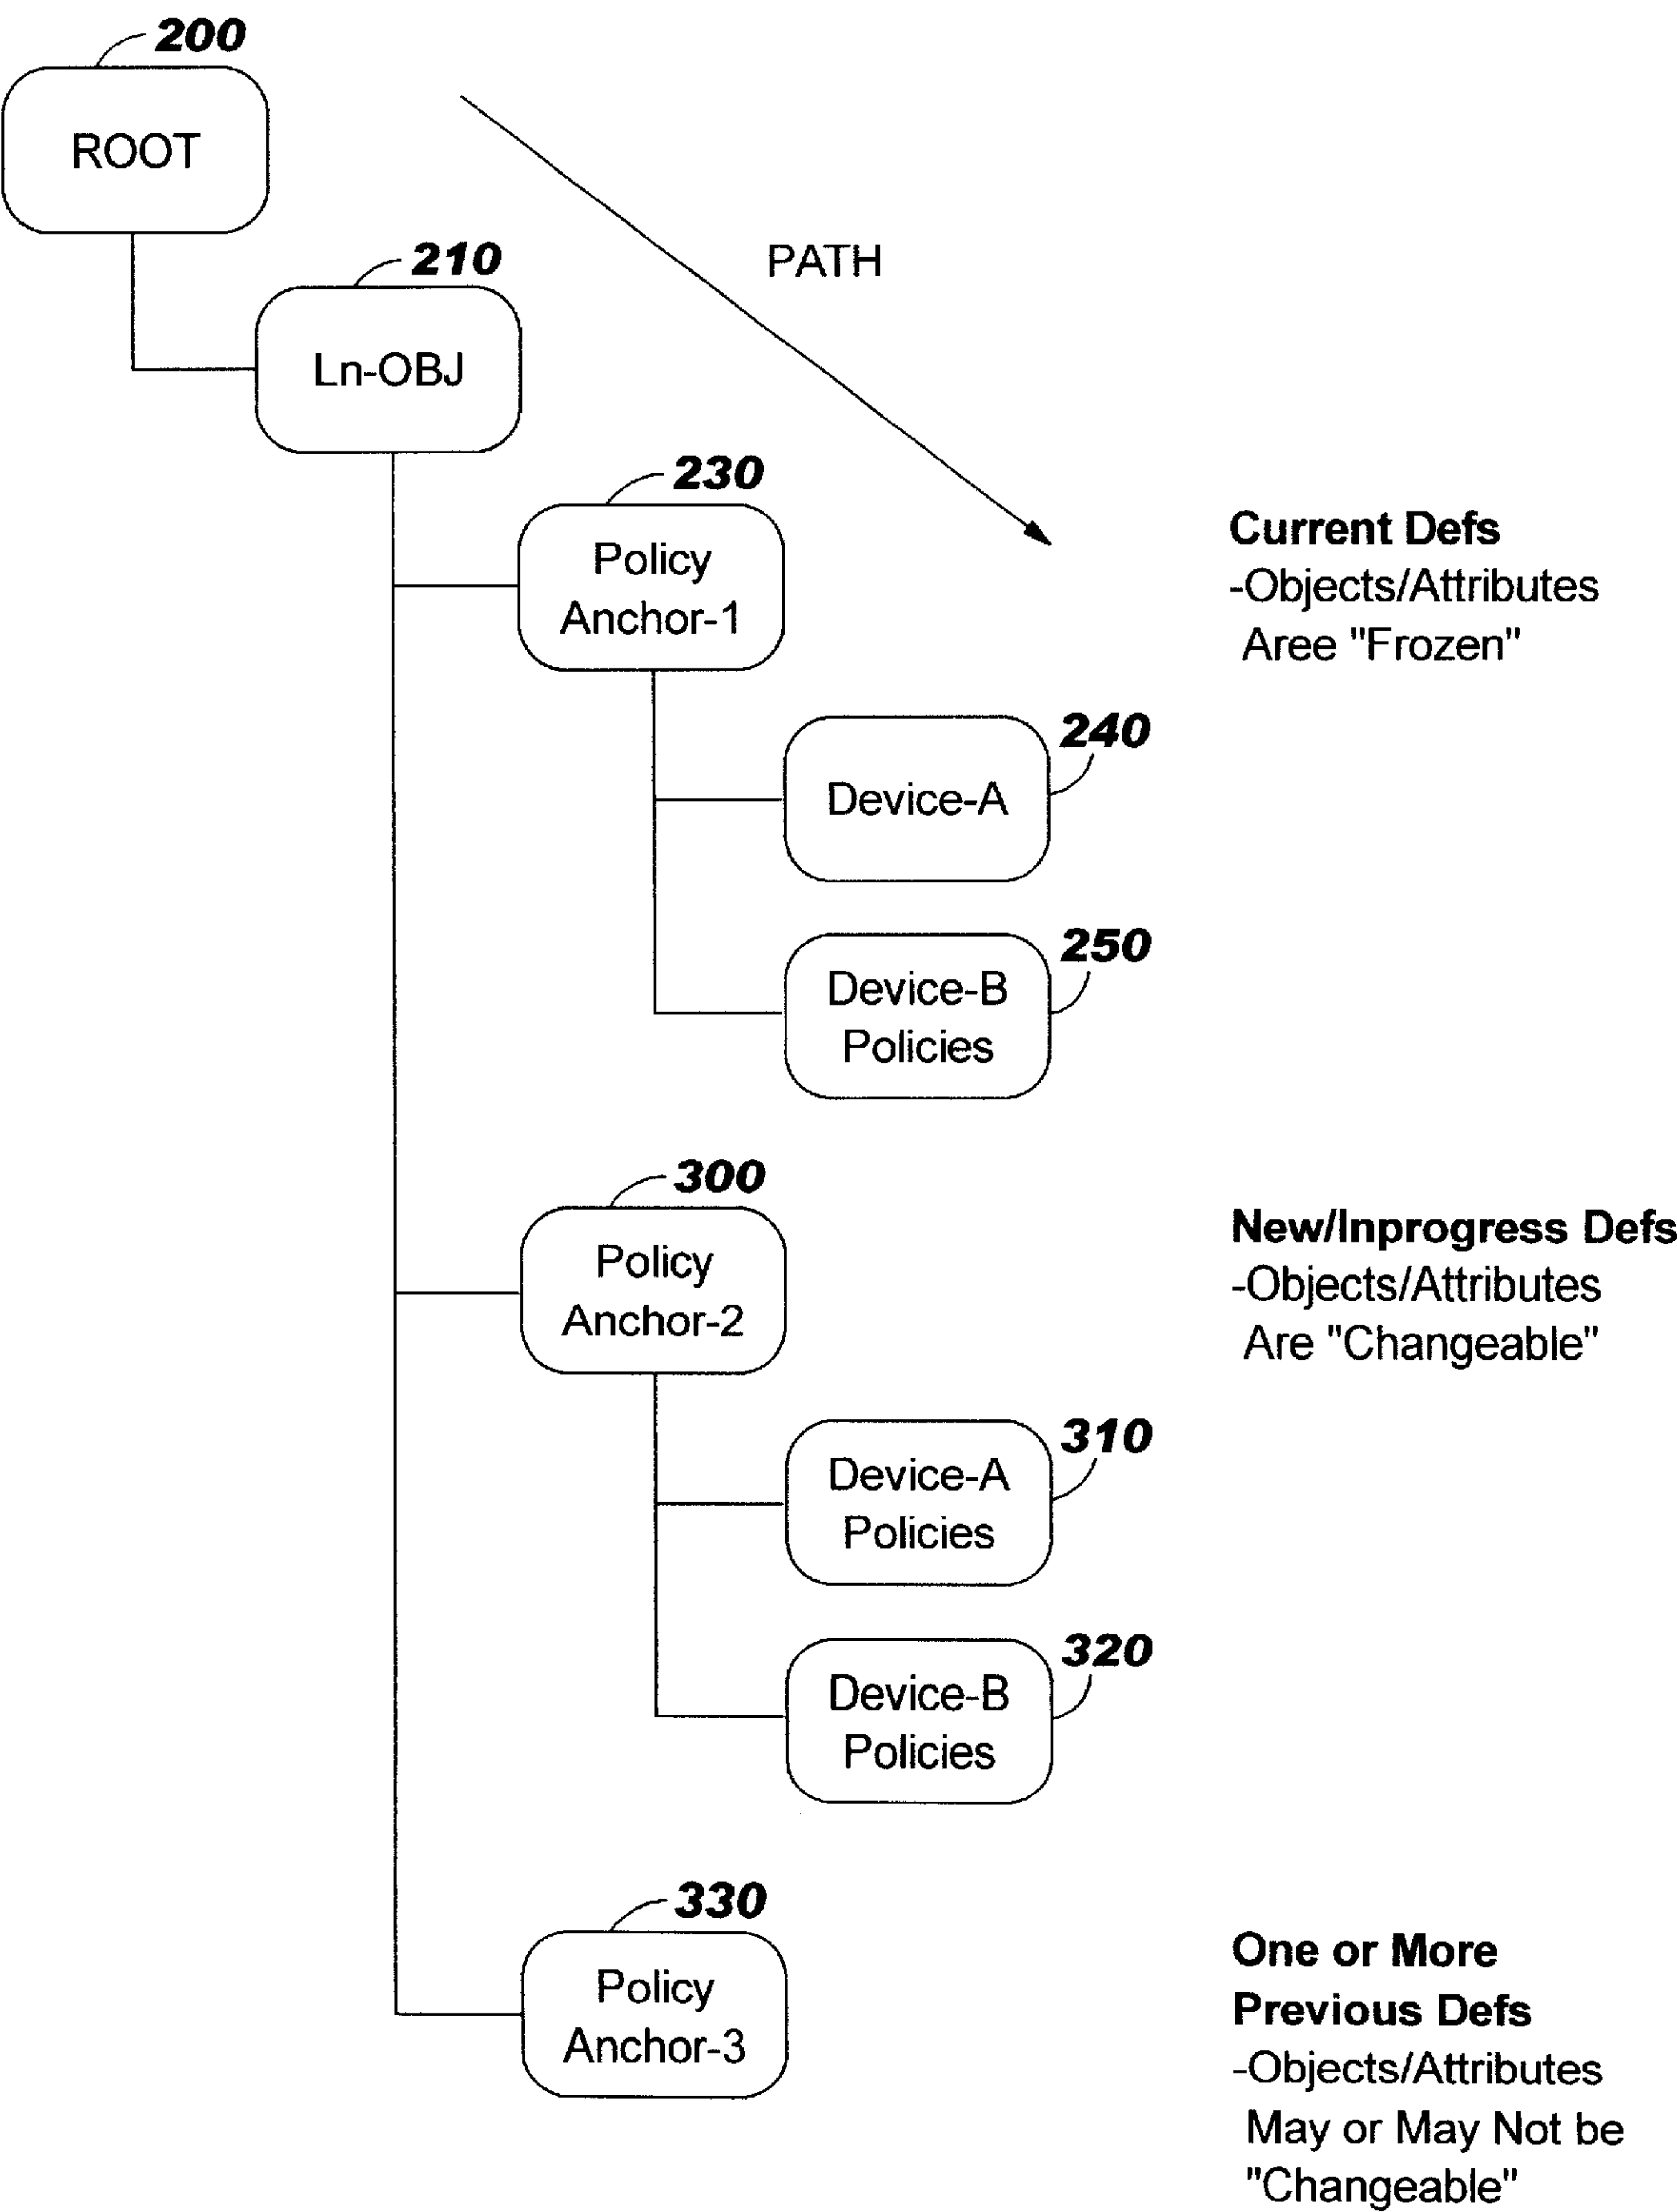 200
ROOT
210
Ln-OBJ
PATH
230
Policy
Anchor-1
Current Defs
-Objects/Attributes
Aree "Frozen"
240
Device-A
250
Device-B
Policies
300
Policy
Anchor-2
New/Inprogress Defs
-Objects/Attributes
Are "Changeable"
310
Device-A
Policies
320
Device-B
Policies
330
Policy
Anchor-3
One or More
Previous Defs
-Objects/Attributes
May or May Not be
"Changeable"